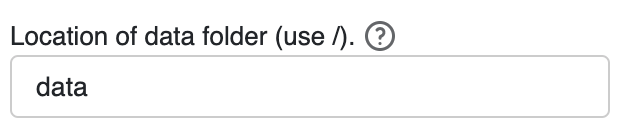 Location of data folder (use /). ?
data